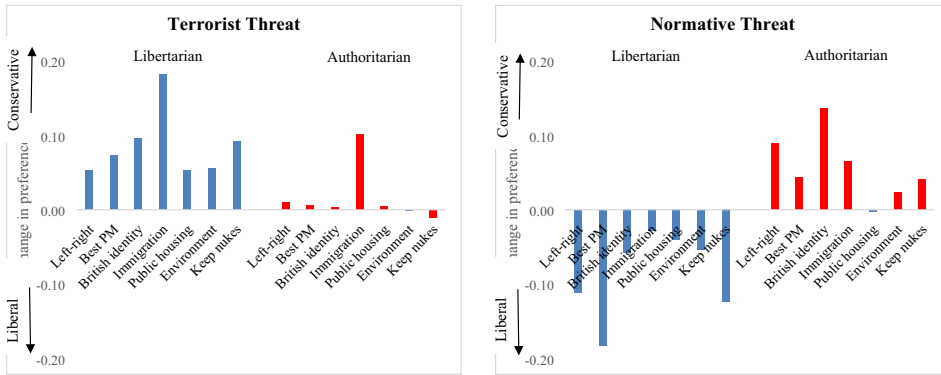 Terrorist Threat
Conservative
Liberal
ange in preferenc
0.20
0.10
0.00
-0.10
-0.20
Libertarian
Authoritarian
Left-right
Best PM
British identity
Immigration
Public housing
Environment
Keep nukes
Left-right
Best PM
British identity
Immigration
Public housing
Environment
Keep nukes
Normative Threat
Conservative
Liberal
ange in preferenc
0.20
0.10
0.00
-0.10
-0.20
Libertarian
Authoritarian
Left-right
Best PM
British identity
Immigration
Public housing
Environment
Keep nukes
Left-right
Best PM
British identity
Immigration
Public housing
Environment
Keep nukes